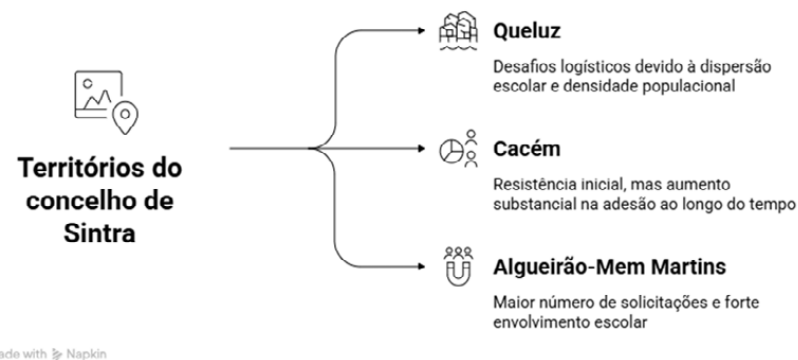 Territórios do
concelho de
Sintra
Queluz
Desafios logísticos devido à dispersão
escolar e densidade populacional
Cacém
Resistência inicial, mas aumento
substancial na adesão ao longo do tempo
Algueirão-Mem Martins
Maior número de solicitações e forte
envolvimento escolar
ade with Napkin